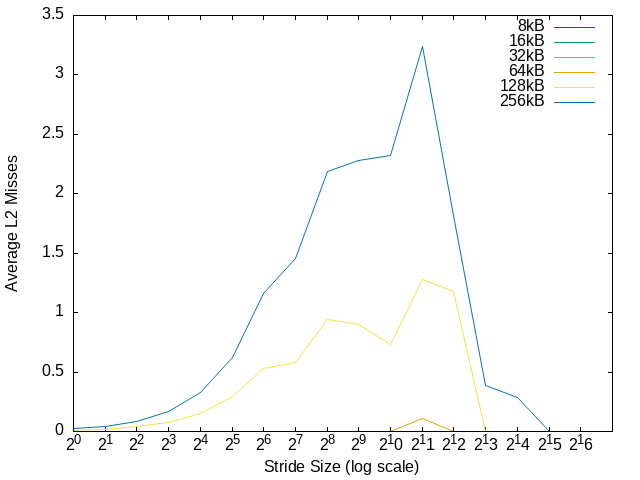 3.5
3
2.5
2
1.5
1
0.5
0
Average L2 Misses
8kB
16kB
32kB
64kB
128kB
256kB
2^0 2^1 2^2 2^3 2^4 2^5 2^6 2^7 2^8 2^9 2^10 2^11 2^12 2^13 2^14 2^15 2^16
Stride Size (log scale)